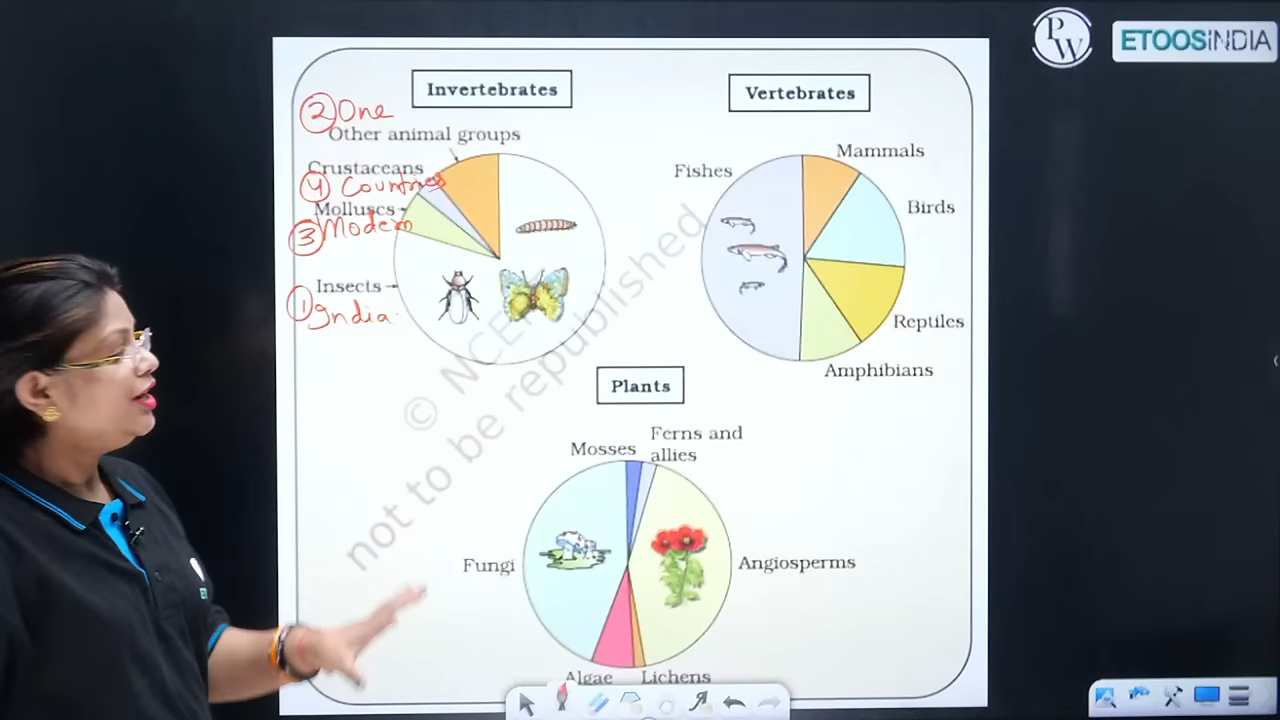 PW
ETOOSINDIA
Invertebrates
② One
Other animal groups
Crustaceans
④ Countries
Molluscs
③ Modern
Insects
① India
Vertebrates
Fishes
Mammals
Birds
Reptiles
Amphibians
Plants
Mosses
Ferns and
allies
Fungi
Angiosperms
Algae
Lichens
© NCERT
not to be republished